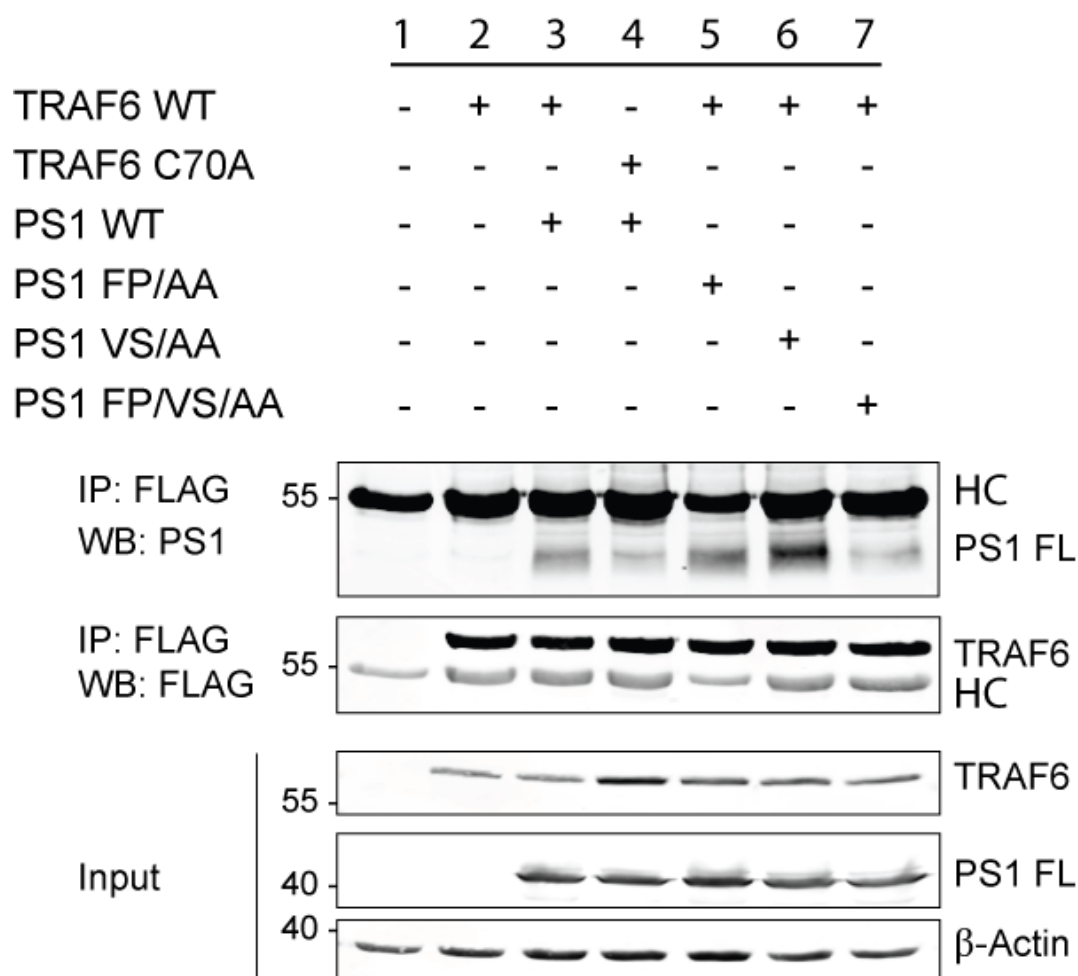 1 2 3 4 5 6 7
TRAF6 WT - + + - + + +
TRAF6 C70A - - - + - - -
PS1 WT - - + + - - -
PS1 FP/AA - - - - + - -
PS1 VS/AA - - - - - + -
PS1 FP/VS/AA - - - - - - +
IP: FLAG 55 - HC
WB: PS1 PS1 FL
IP: FLAG 55 - TRAF6
WB: FLAG HC
TRAF6
55 -
Input 40 - PS1 FL
40 - β-Actin